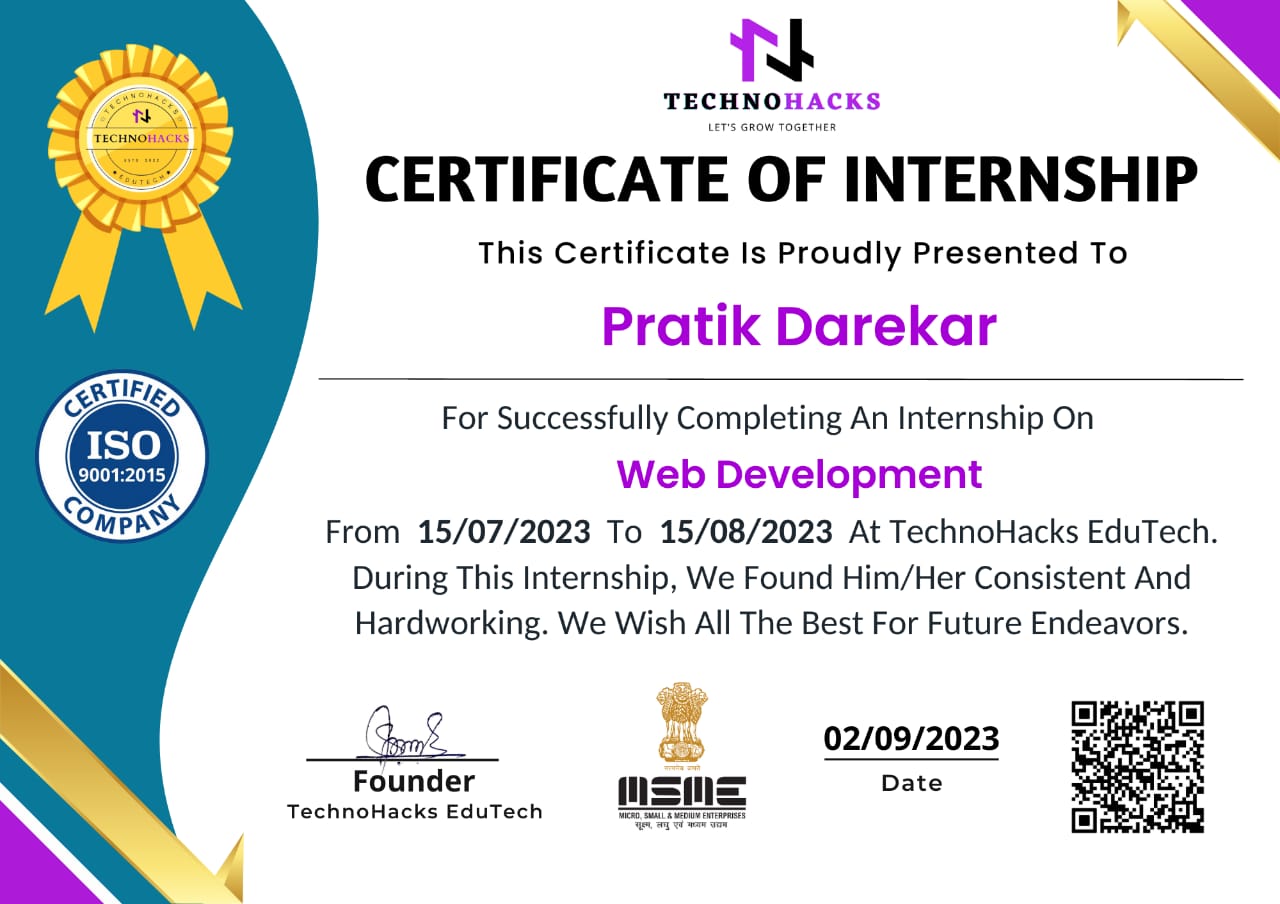 TECHNOHACKS
LET'S GROW TOGETHER
CERTIFICATE OF INTERNSHIP
This Certificate Is Proudly Presented To
Pratik Darekar
For Successfully Completing An Internship On
Web Development
From 15/07/2023 To 15/08/2023 At TechnoHacks EduTech.
During This Internship, We Found Him/Her Consistent And
Hardworking. We Wish All The Best For Future Endeavors.
TECHNOHACKS
TECHNOHACKS
ESTD 2022
EDUTECH
CERTIFIED
ISO
9001:2015
COMPANY
Founder
TechnoHacks EduTech
सत्यमेव जयते
MSME
MICRO, SMALL & MEDIUM ENTERPRISES
सूक्ष्म, लघु एवं मध्यम उद्यम
02/09/2023
Date